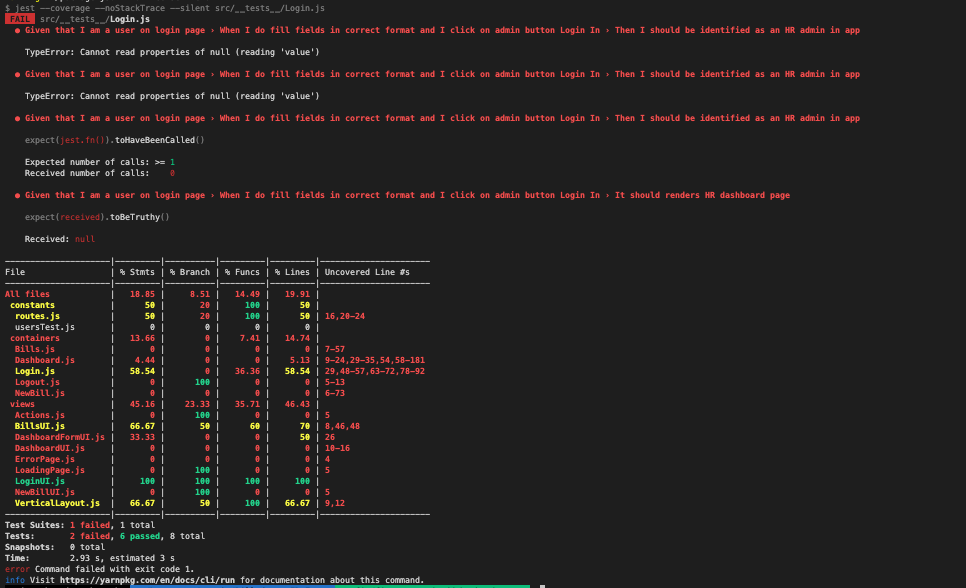 $ jest --coverage --noStackTrace --silent src/__tests__/Login.js
FAIL src/__tests__/Login.js
● Given that I am a user on login page › When I do fill fields in correct format and I click on admin button Login In › Then I should be identified as an HR admin in app
TypeError: Cannot read properties of null (reading 'value')
● Given that I am a user on login page › When I do fill fields in correct format and I click on admin button Login In › Then I should be identified as an HR admin in app
TypeError: Cannot read properties of null (reading 'value')
● Given that I am a user on login page › When I do fill fields in correct format and I click on admin button Login In › Then I should be identified as an HR admin in app
expect(jest.fn()).toHaveBeenCalled()
Expected number of calls: >= 1
Received number of calls:    0
● Given that I am a user on login page › When I do fill fields in correct format and I click on admin button Login In › It should renders HR dashboard page
expect(received).toBeTruthy()
Received: null
File | % Stmts | % Branch | % Funcs | % Lines | Uncovered Line #s
All files | 18.85 | 8.51 | 14.49 | 19.91 |
constants | 50 | 20 | 100 | 50 |
routes.js | 50 | 20 | 100 | 50 | 16,20-24
usersTest.js | 0 | 0 | 0 | 0 |
containers | 13.66 | 0 | 7.41 | 14.74 |
Bills.js | 0 | 0 | 0 | 0 | 7-57
Dashboard.js | 4.44 | 0 | 0 | 5.13 | 9-24,29-35,54,58-181
Login.js | 58.54 | 0 | 36.36 | 58.54 | 29,48-57,63-72,78-92
Logout.js | 0 | 100 | 0 | 0 | 5-13
NewBill.js | 0 | 0 | 0 | 0 | 6-73
views | 45.16 | 23.33 | 35.71 | 46.43 |
Actions.js | 0 | 100 | 0 | 0 | 5
BillsUI.js | 66.67 | 50 | 60 | 70 | 8,46,48
DashboardFormUI.js | 33.33 | 0 | 0 | 50 | 26
DashboardUI.js | 0 | 0 | 0 | 0 | 10-16
ErrorPage.js | 0 | 0 | 0 | 0 | 4
LoadingPage.js | 0 | 100 | 0 | 0 | 5
LoginUI.js | 100 | 100 | 100 | 100 |
NewBillUI.js | 0 | 100 | 0 | 0 | 5
VerticalLayout.js | 66.67 | 50 | 100 | 66.67 | 9,12
Test Suites: 1 failed, 1 total
Tests:       2 failed, 6 passed, 8 total
Snapshots:   0 total
Time:        2.93 s, estimated 3 s
error Command failed with exit code 1.
info Visit https://yarnpkg.com/en/docs/cli/run for documentation about this command.